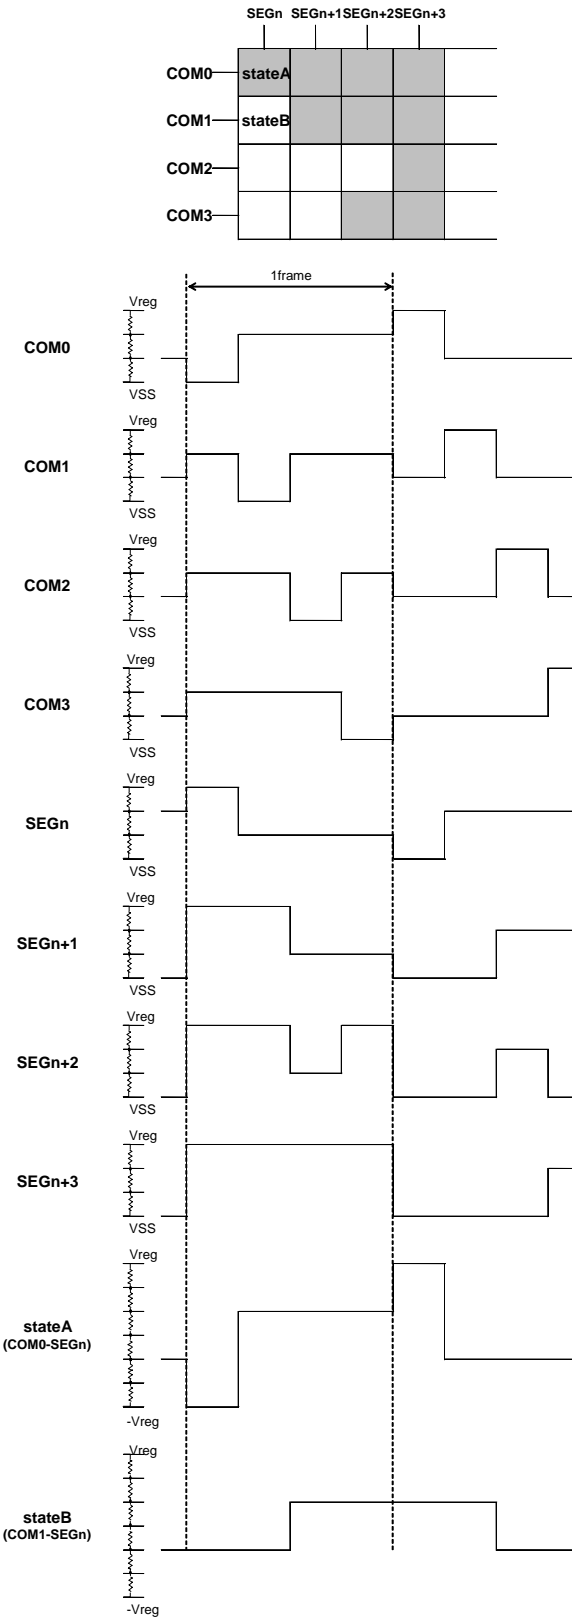 SEGn SEGn+1 SEGn+2 SEGn+3
COM0 stateA
COM1 stateB
COM2
COM3
1frame
Vreg
COM0
VSS
Vreg
COM1
VSS
Vreg
COM2
VSS
Vreg
COM3
VSS
Vreg
SEGn
VSS
Vreg
SEGn+1
VSS
Vreg
SEGn+2
VSS
Vreg
SEGn+3
VSS
Vreg
stateA
(COM0-SEGn)
-Vreg
Vreg
stateB
(COM1-SEGn)
-Vreg